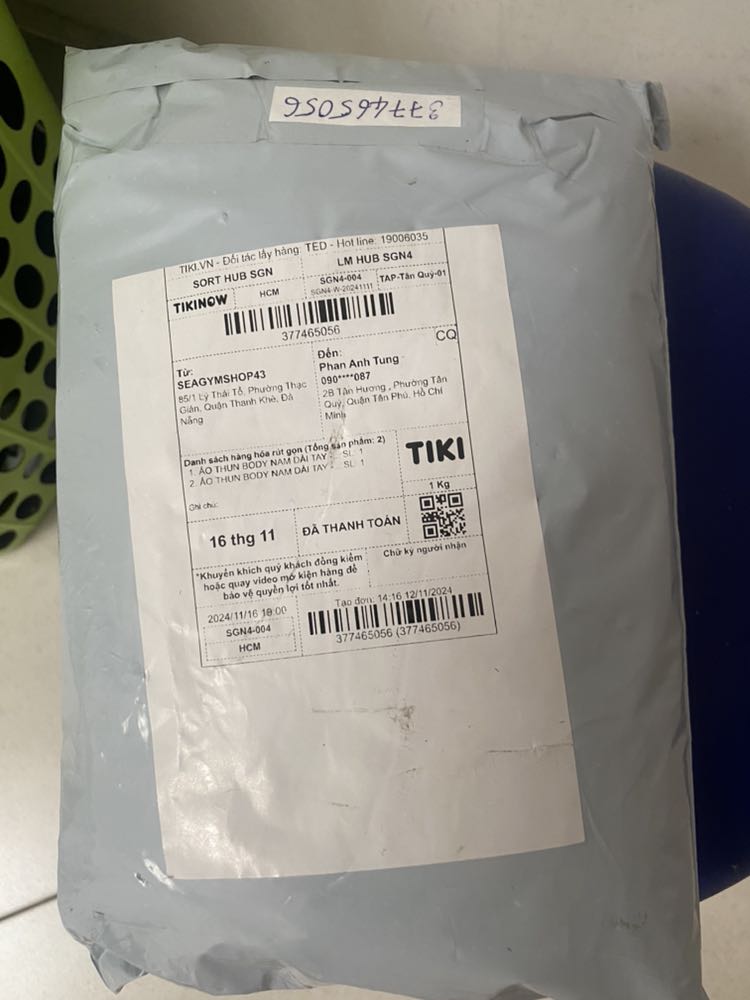 377465056
TIKI.VN - Đối tác lấy hàng: TED - Hot line: 19006035
SORT HUB SGN
LM HUB SGN4
TIKINOW
HCM
SGN4-004
SGN4-W-20241111
TAP-Tân Quý-01
377465056
CQ
Từ:
SEAGYMSHOP43
85/1 Lý Thái Tổ, Phường Thạc
Gián, Quận Thanh Khê, Đà
Nẵng
Đến:
Phan Anh Tung
090****087
2B Tân Hương , Phường Tân
Quý, Quận Tân Phú, Hồ Chí
Minh
Danh sách hàng hóa rút gọn (Tổng sản phẩm: 2)
1. ÁO THUN BODY NAM DÀI TAY ... SL: 1
2. ÁO THUN BODY NAM DÀI TAY ... SL: 1
Ghi chú:
TIKI
1 Kg
16 thg 11
ĐÃ THANH TOÁN
*Khuyến khích quý khách đồng kiểm
hoặc quay video mở kiện hàng để
bảo vệ quyền lợi tốt nhất.
Chữ ký người nhận
2024/11/16 18:00
SGN4-004
HCM
Tạo đơn: 14:16 12/11/2024
377465056 (377465056)